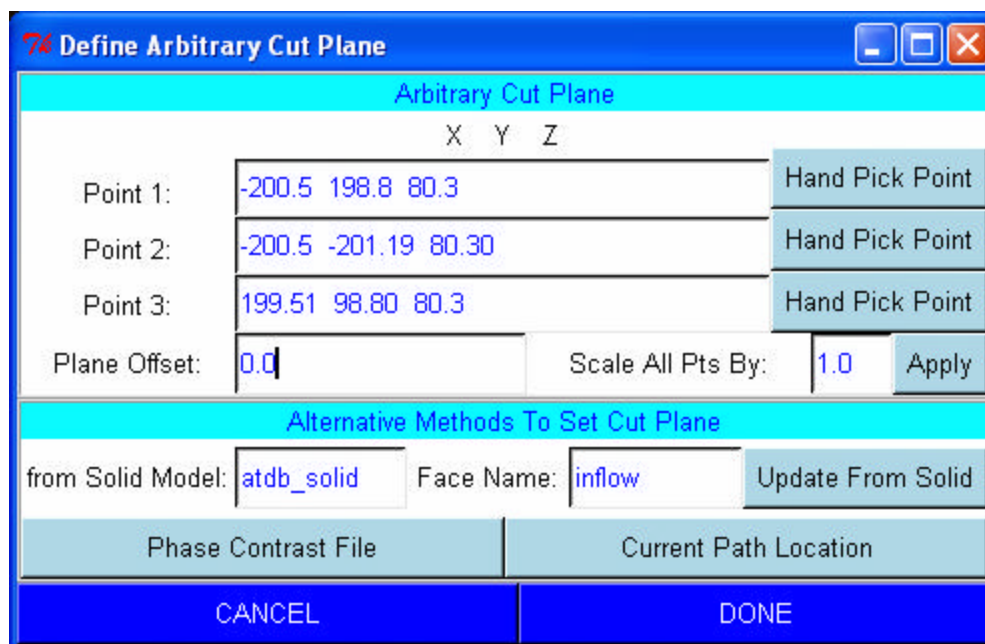 Define Arbitrary Cut Plane
Arbitrary Cut Plane
X Y Z
Point 1: -200.5 198.8 80.3 Hand Pick Point
Point 2: -200.5 -201.19 80.30 Hand Pick Point
Point 3: 199.51 98.80 80.3 Hand Pick Point
Plane Offset: 0.0 Scale All Pts By: 1.0 Apply
Alternative Methods To Set Cut Plane
from Solid Model: atdb_solid Face Name: inflow Update From Solid
Phase Contrast File Current Path Location
CANCEL DONE